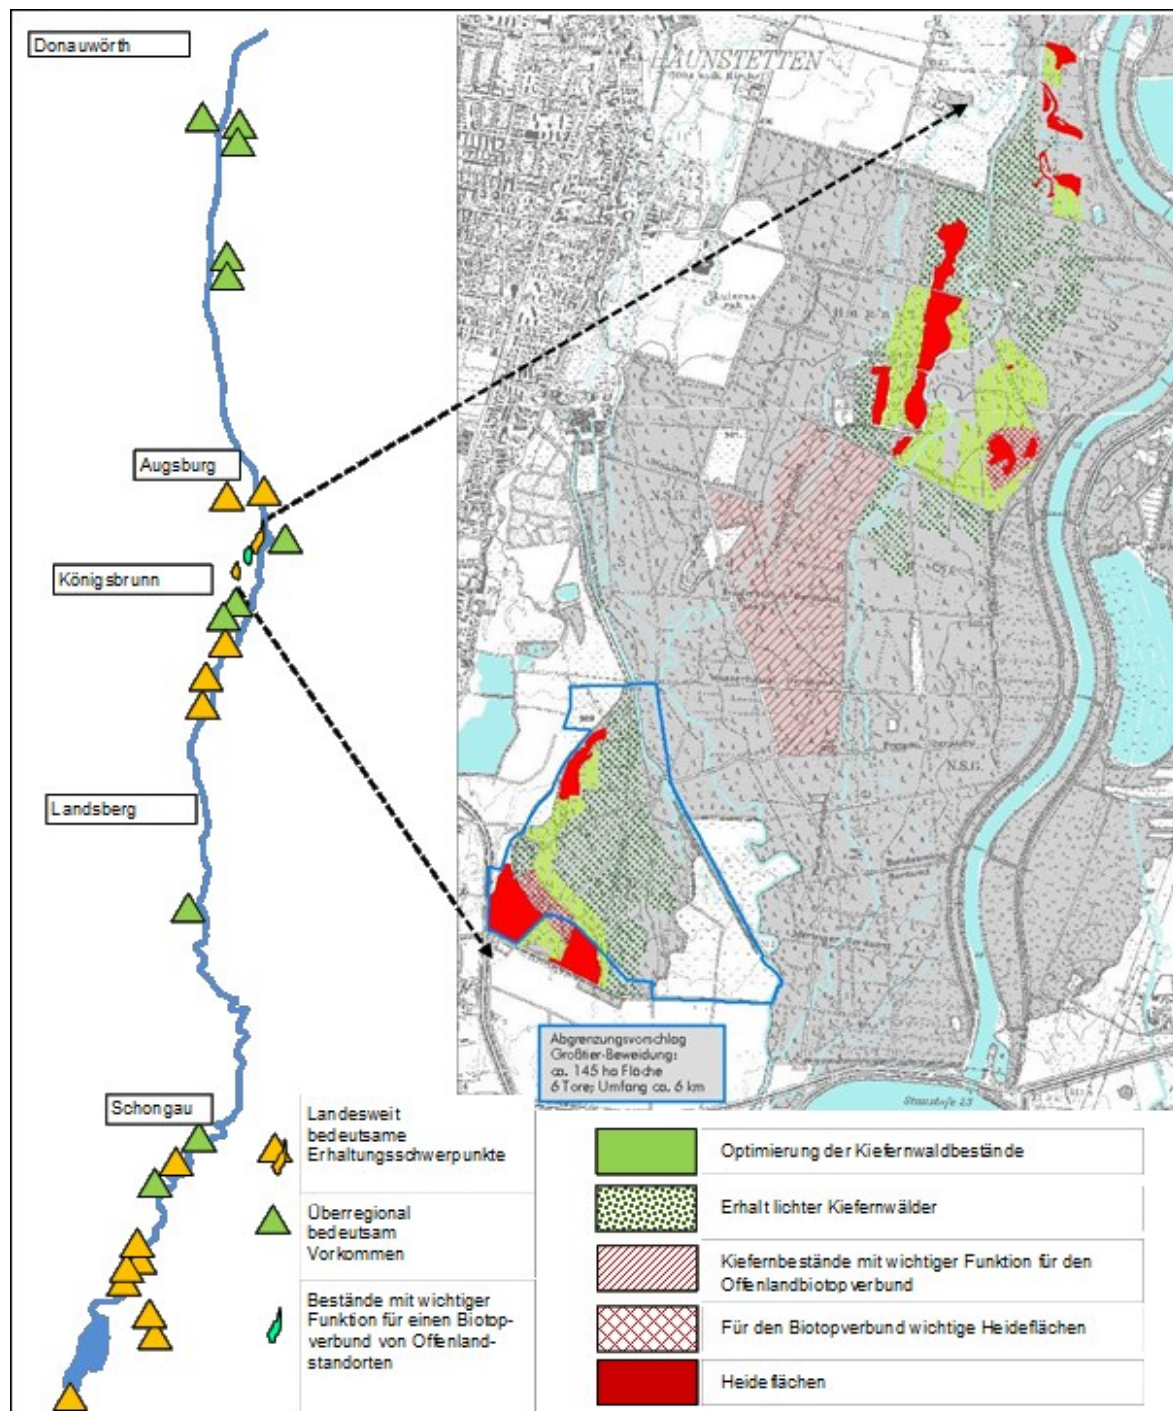 Donauwörth
Augsburg
Königsbrunn
Landsberg
Schongau
HAUNSTETTEN
N.S.G.
N.S.G.
Abgrenzungsvorschlag
Großtier-Beweidung:
ca. 145 ha Fläche
6 Tore; Umfang ca. 6 km
Staustufe 23
Landesweit
bedeutsame
Erhaltungsschwerpunkte
Überregional
bedeutsam
Vorkommen
Bestände mit wichtiger
Funktion für einen Biotop-
verbund von Offenland-
standorten
Optimierung der Kiefernwaldbestände
Erhalt lichter Kiefernwälder
Kiefernbestände mit wichtiger Funktion für den
Offenlandbiotopverbund
Für den Biotopverbund wichtige Heideflächen
Heideflächen